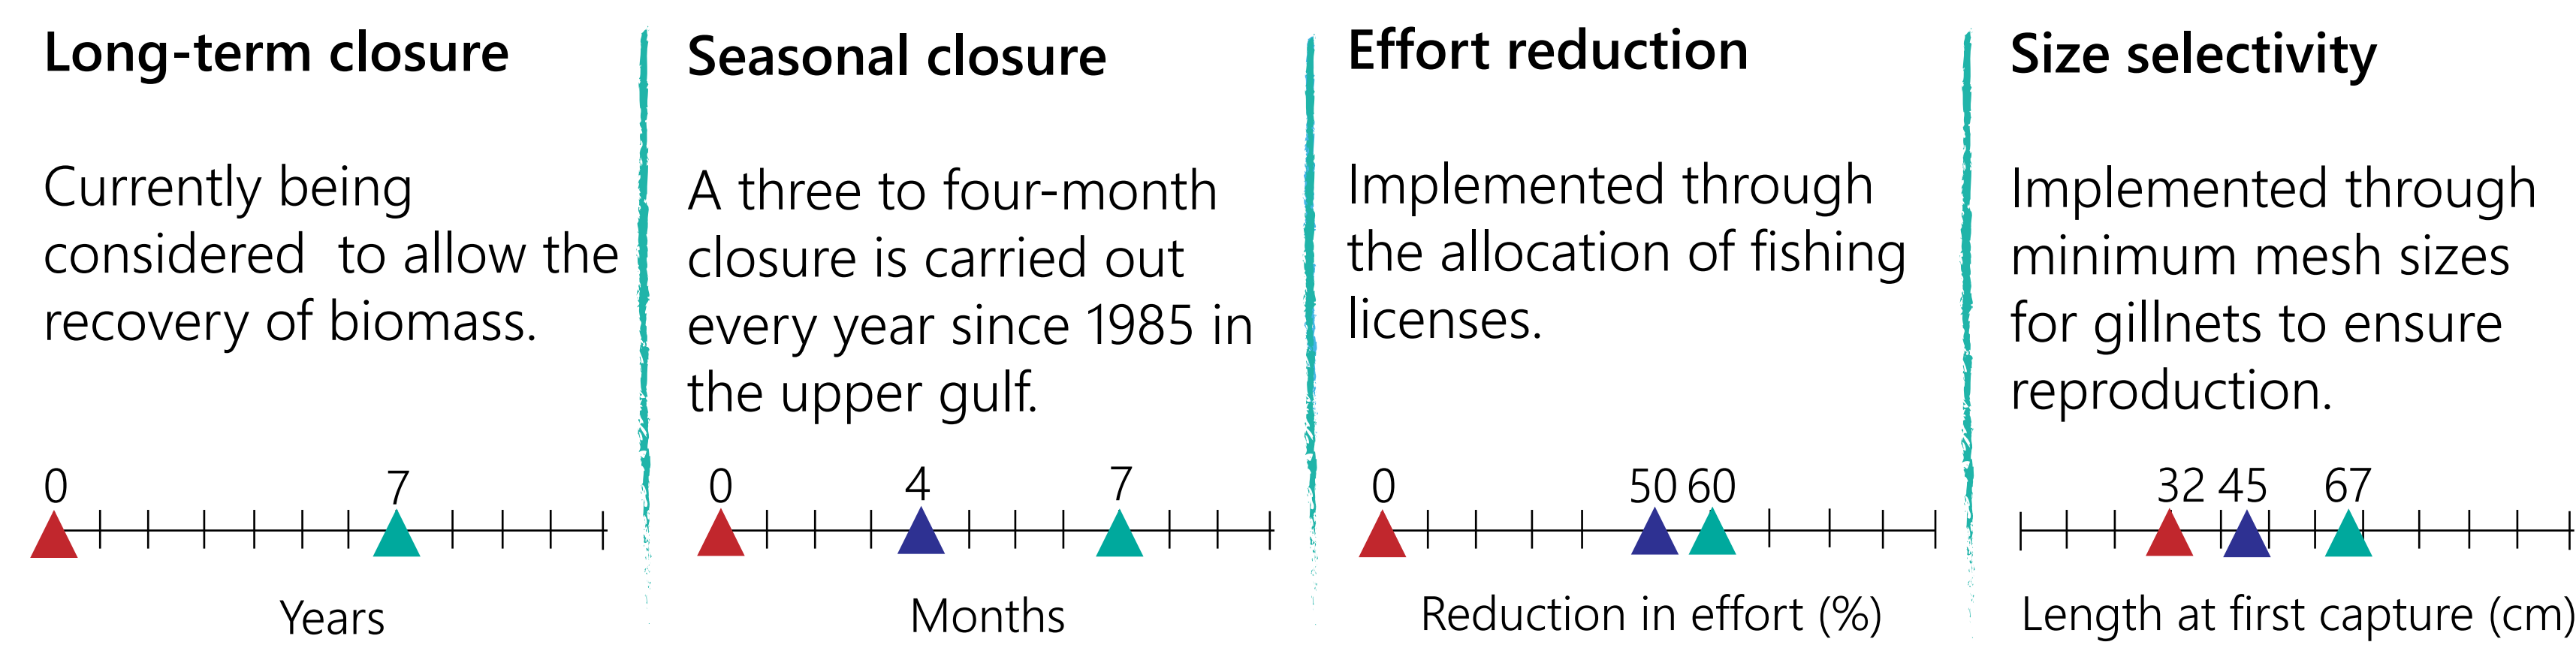 Long-term closure
Currently being
considered to allow the
recovery of biomass.
0 7
Years
Seasonal closure
A three to four-month
closure is carried out
every year since 1985 in
the upper gulf.
0 4 7
Months
Effort reduction
Implemented through
the allocation of fishing
licenses.
0 50 60
Reduction in effort (%)
Size selectivity
Implemented through
minimum mesh sizes
for gillnets to ensure
reproduction.
32 45 67
Length at first capture (cm)